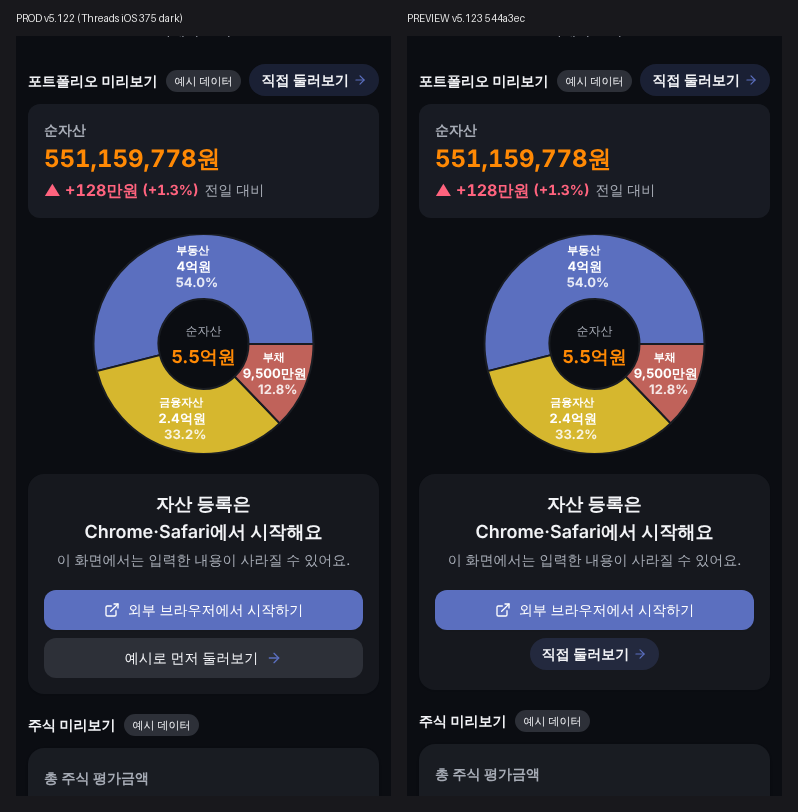 PROD v5.122 (Threads iOS 375 dark)
포트폴리오 미리보기
예시 데이터
직접 둘러보기 →
순자산
551,159,778원
▲ +128만원 (+1.3%) 전일 대비
부동산
4억원
54.0%
순자산
5.5억원
부채
9,500만원
12.8%
금융자산
2.4억원
33.2%
자산 등록은
Chrome·Safari에서 시작해요
이 화면에서는 입력한 내용이 사라질 수 있어요.
외부 브라우저에서 시작하기
예시로 먼저 둘러보기 →
주식 미리보기
예시 데이터
총 주식 평가금액
PREVIEW v5.123 544a3ec
포트폴리오 미리보기
예시 데이터
직접 둘러보기 →
순자산
551,159,778원
▲ +128만원 (+1.3%) 전일 대비
부동산
4억원
54.0%
순자산
5.5억원
부채
9,500만원
12.8%
금융자산
2.4억원
33.2%
자산 등록은
Chrome·Safari에서 시작해요
이 화면에서는 입력한 내용이 사라질 수 있어요.
외부 브라우저에서 시작하기
직접 둘러보기 →
주식 미리보기
예시 데이터
총 주식 평가금액